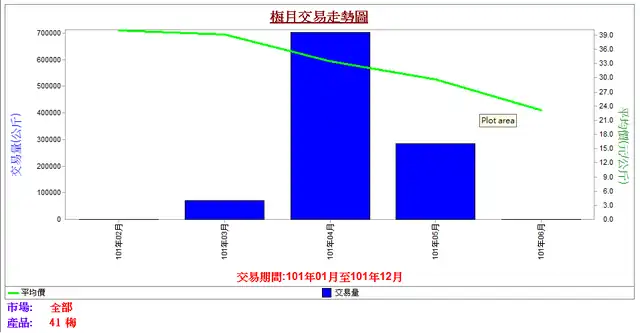 梅月交易走勢圖
交易量(公斤)
700000
600000
500000
400000
300000
200000
100000
0
39.0
36.0
33.0
30.0
27.0
24.0
21.0
18.0
15.0
12.0
9.0
6.0
3.0
0.0
平均價(元/公斤)
Plot area
101年02月
101年03月
101年04月
101年05月
101年06月
交易期間:101年01月至101年12月
平均價
交易量
市場: 全部
產品: 41 梅